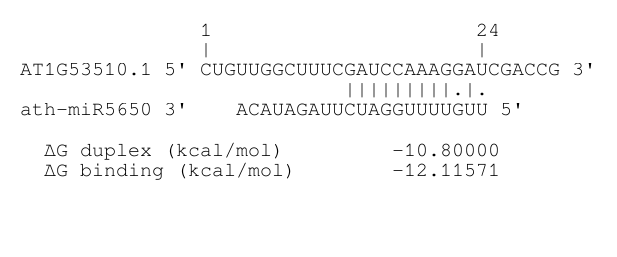 1 24
| |
AT1G53510.1 5' CUGUUGGCUUUCGAUCCAAAGGAUCGACCG 3'
|||||||||.|.
ath-miR5650 3' ACAUAGAUUCUAGGUUUUGUU 5'
ΔG duplex (kcal/mol) -10.80000
ΔG binding (kcal/mol) -12.11571